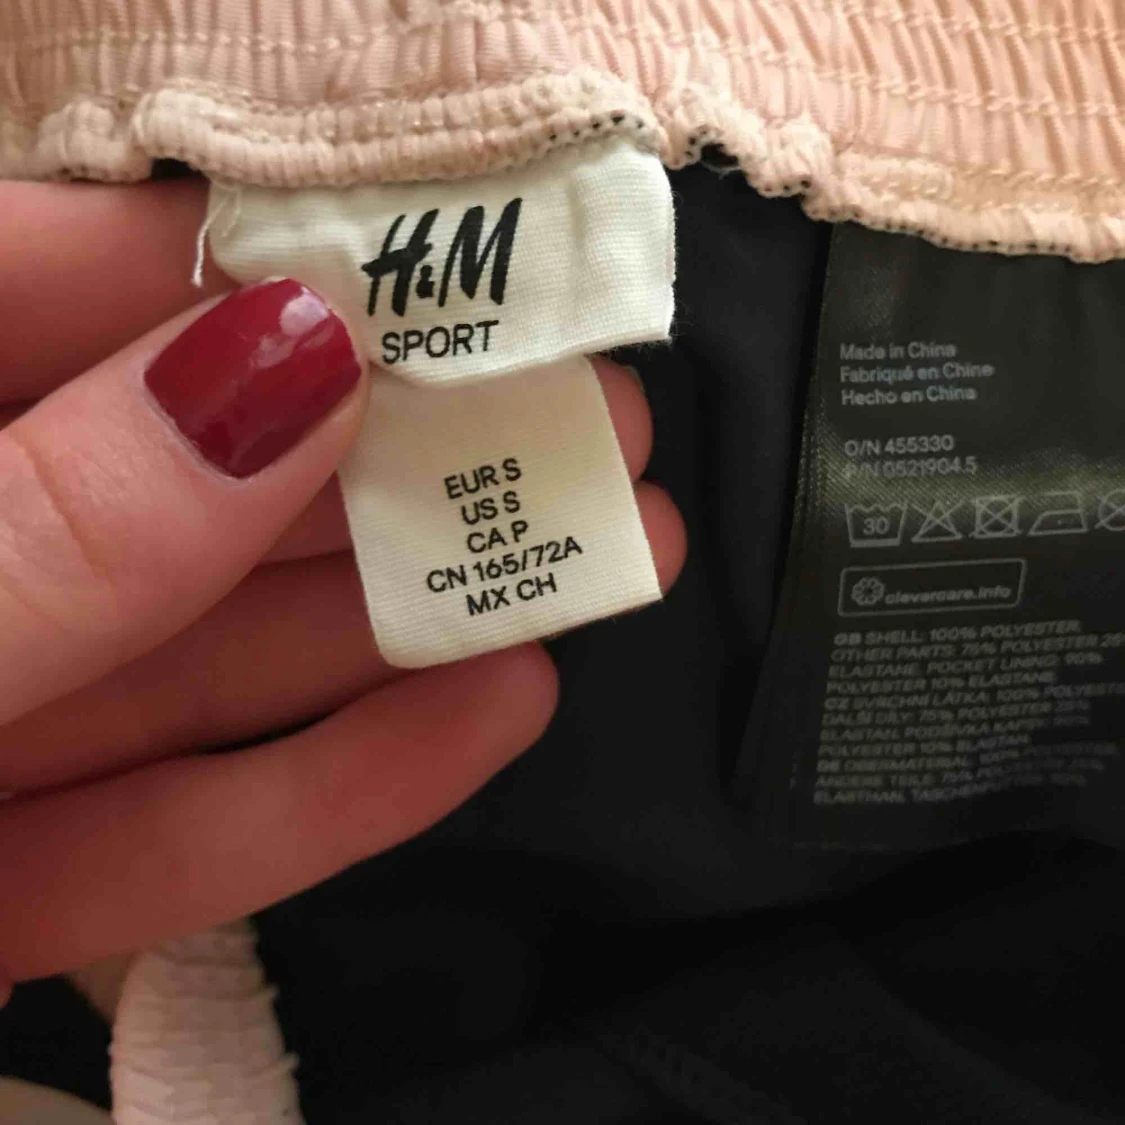 H&M
SPORT
EUR S
US S
CA P
CN 165/72A
MX CH
Made in China
Fabriqué en Chine
Hecho en China
O/N 455330
P/N 0521904.5
30
clevercare.info
GB SHELL: 100% POLYESTER
OTHER PARTS: 75% POLYESTER 25%
ELASTANE, POCKET LINING: 90%
POLYESTER 10% ELASTANE
CZ SVRCHNÍ LÁTKA: 100% POLYESTER
DALŠÍ DÍLY: 75% POLYESTER 25%
ELASTAN, PODŠÍVKA KAPSY: 90%
POLYESTER 10% ELASTAN
DE OBERMATERIAL: 100% POLYESTER
ANDERE TEILE: 75% POLYESTER 25%
ELASTHAN,